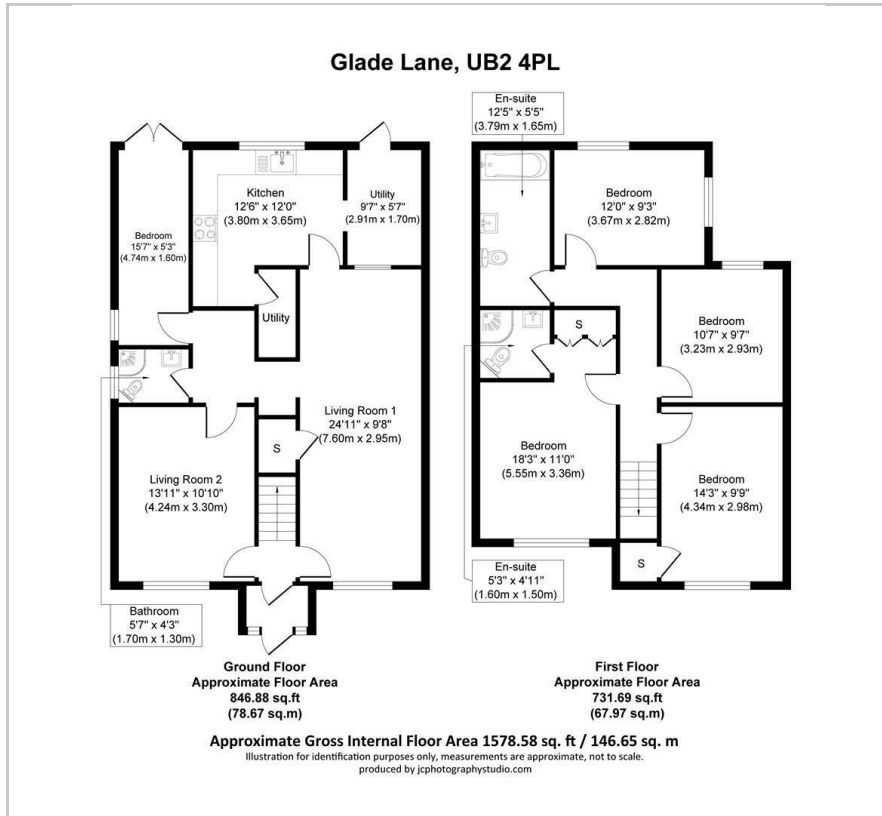 Glade Lane, UB2 4PL
En-suite
12'5" x 5'5"
(3.79m x 1.65m)
Kitchen
12'6" x 12'0"
(3.80m x 3.65m)
Utility
9'7" x 5'7"
(2.91m x 1.70m)
Bedroom
15'7" x 5'3"
(4.74m x 1.60m)
Utility
Living Room 1
24'11" x 9'8"
(7.60m x 2.95m)
S
Living Room 2
13'11" x 10'10"
(4.24m x 3.30m)
Bathroom
5'7" x 4'3"
(1.70m x 1.30m)
Bedroom
12'0" x 9'3"
(3.67m x 2.82m)
S
Bedroom
10'7" x 9'7"
(3.23m x 2.93m)
Bedroom
18'3" x 11'0"
(5.55m x 3.36m)
Bedroom
14'3" x 9'9"
(4.34m x 2.98m)
S
En-suite
5'3" x 4'11"
(1.60m x 1.50m)
Ground Floor
Approximate Floor Area
846.88 sq.ft
(78.67 sq.m)
First Floor
Approximate Floor Area
731.69 sq.ft
(67.97 sq.m)
Approximate Gross Internal Floor Area 1578.58 sq. ft / 146.65 sq. m
Illustration for identification purposes only, measurements are approximate, not to scale.
produced by jcphotographystudio.com